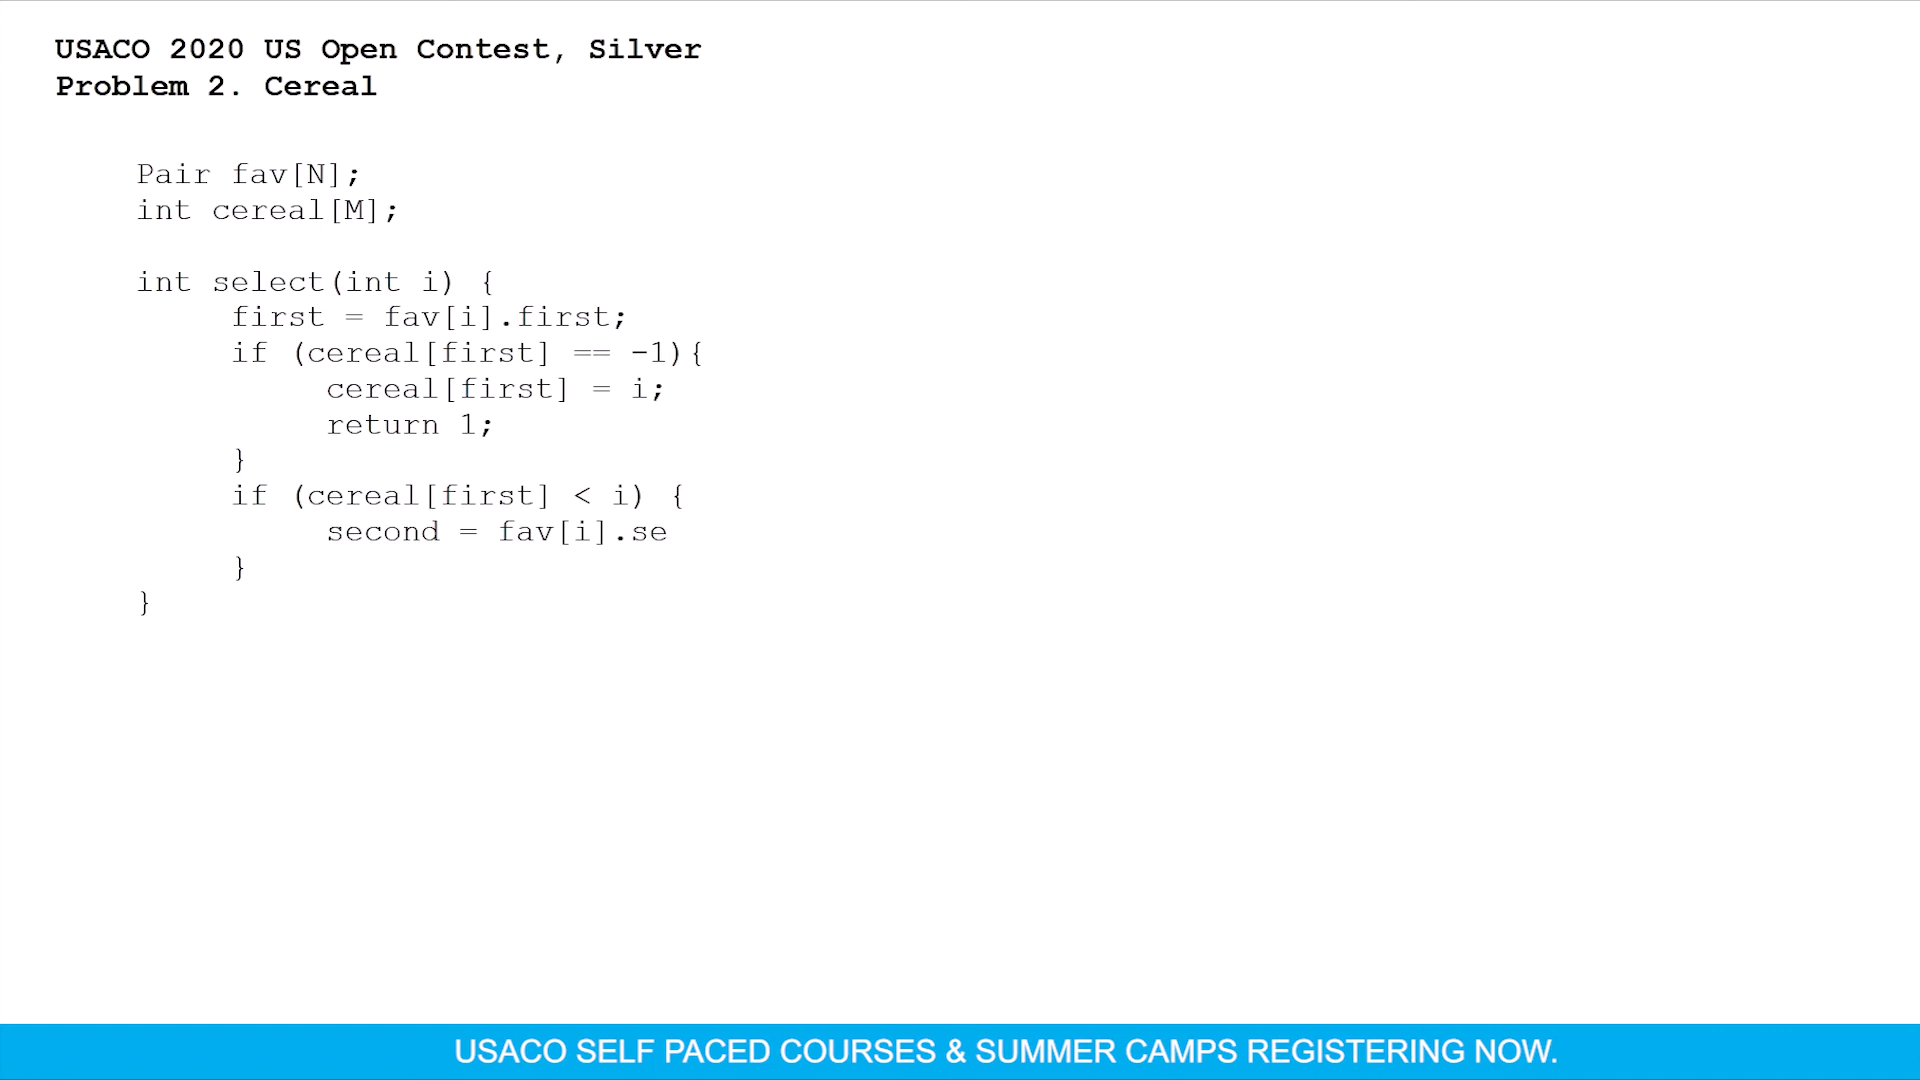 USACO 2020 US Open Contest, Silver
Problem 2. Cereal
Pair fav[N];
int cereal[M];
int select(int i) {
first = fav[i].first;
if (cereal[first] == -1){
cereal[first] = i;
return 1;
}
if (cereal[first] < i) {
second = fav[i].se
}
}
USACO SELF PACED COURSES & SUMMER CAMPS REGISTERING NOW.